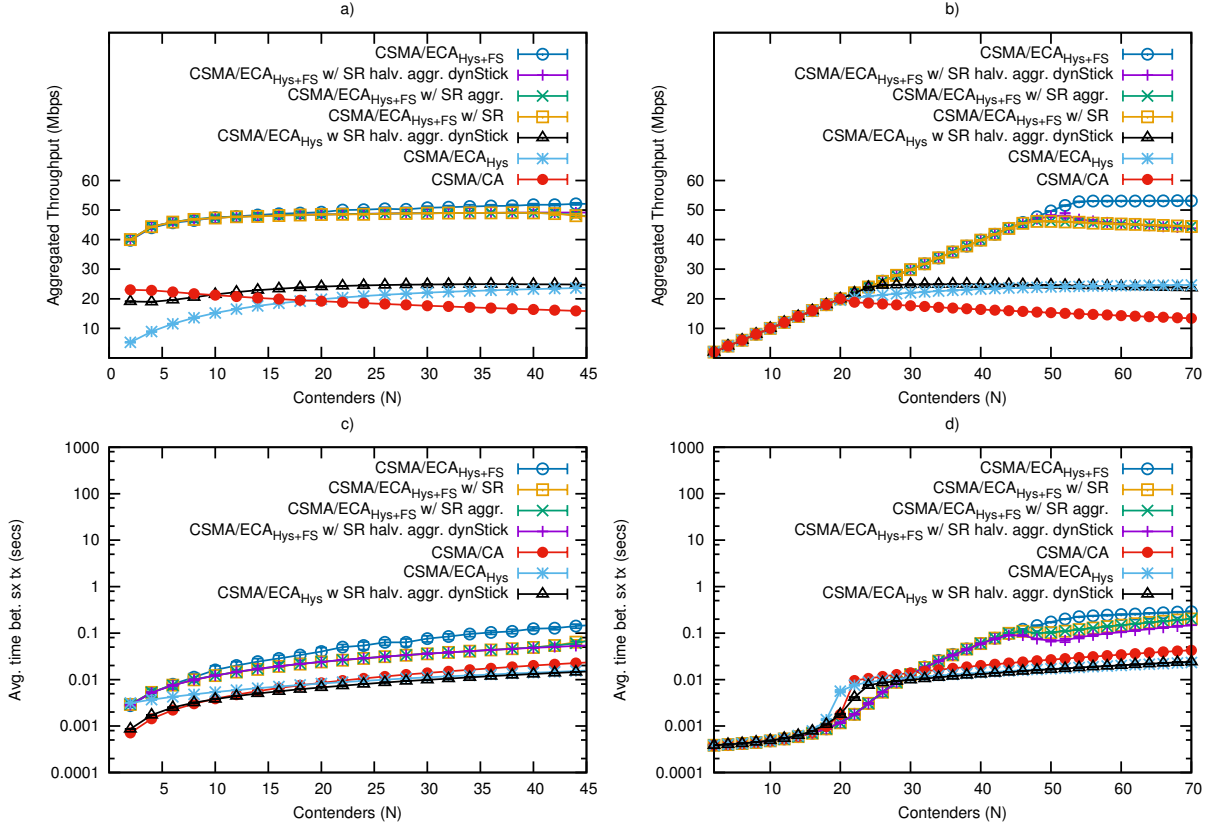 a)
Aggregated Throughput (Mbps)
60
50
40
30
20
10
0 5 10 15 20 25 30 35 40 45
Contenders (N)
CSMA/ECAHys+FS
CSMA/ECAHys+FS w/ SR halv. aggr. dynStick
CSMA/ECAHys+FS w/ SR aggr.
CSMA/ECAHys+FS w/ SR
CSMA/ECAHys w SR halv. aggr. dynStick
CSMA/ECAHys
CSMA/CA
b)
Aggregated Throughput (Mbps)
60
50
40
30
20
10
10 20 30 40 50 60 70
Contenders (N)
CSMA/ECAHys+FS
CSMA/ECAHys+FS w/ SR halv. aggr. dynStick
CSMA/ECAHys+FS w/ SR aggr.
CSMA/ECAHys+FS w/ SR
CSMA/ECAHys w SR halv. aggr. dynStick
CSMA/ECAHys
CSMA/CA
c)
Avg. time bet. sx tx (secs)
1000
100
10
1
0.1
0.01
0.001
0.0001
5 10 15 20 25 30 35 40 45
Contenders (N)
CSMA/ECAHys+FS
CSMA/ECAHys+FS w/ SR
CSMA/ECAHys+FS w/ SR aggr.
CSMA/ECAHys+FS w/ SR halv. aggr. dynStick
CSMA/CA
CSMA/ECAHys
CSMA/ECAHys w SR halv. aggr. dynStick
d)
Avg. time bet. sx tx (secs)
1000
100
10
1
0.1
0.01
0.001
0.0001
10 20 30 40 50 60 70
Contenders (N)
CSMA/ECAHys+FS
CSMA/ECAHys+FS w/ SR
CSMA/ECAHys+FS w/ SR aggr.
CSMA/ECAHys+FS w/ SR halv. aggr. dynStick
CSMA/CA
CSMA/ECAHys
CSMA/ECAHys w SR halv. aggr. dynStick